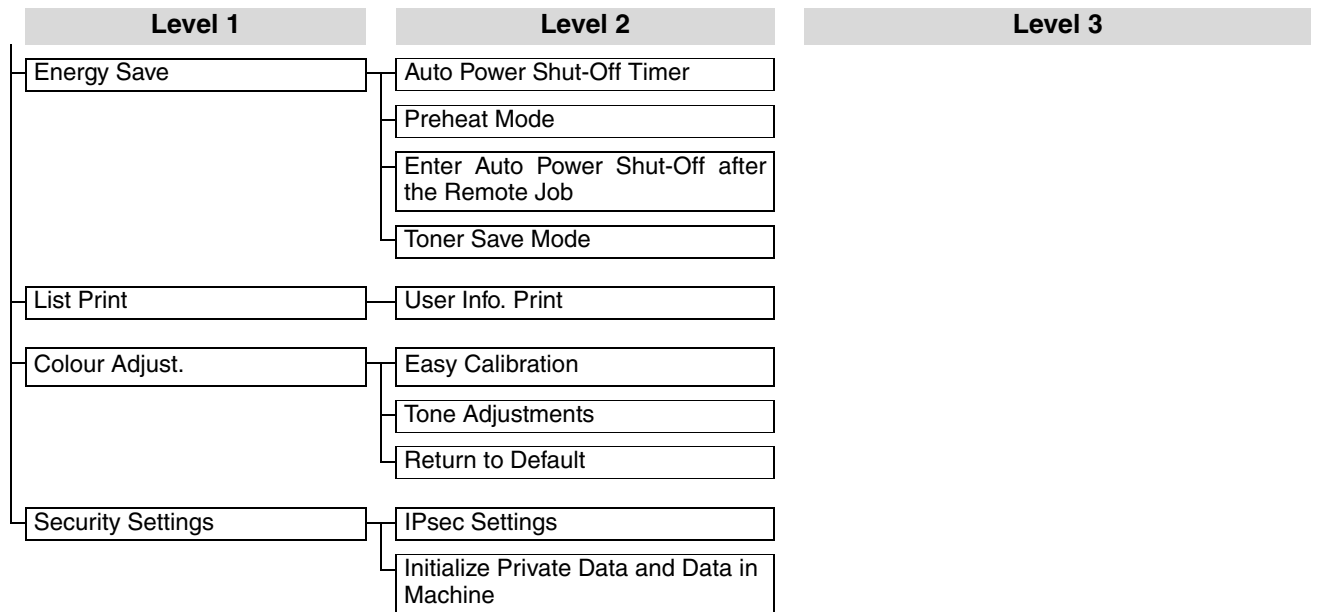 Level 1 Level 2 Level 3
Energy Save Auto Power Shut-Off Timer
Preheat Mode
Enter Auto Power Shut-Off after
the Remote Job
Toner Save Mode
List Print User Info. Print
Colour Adjust. Easy Calibration
Tone Adjustments
Return to Default
Security Settings IPsec Settings
Initialize Private Data and Data in
Machine